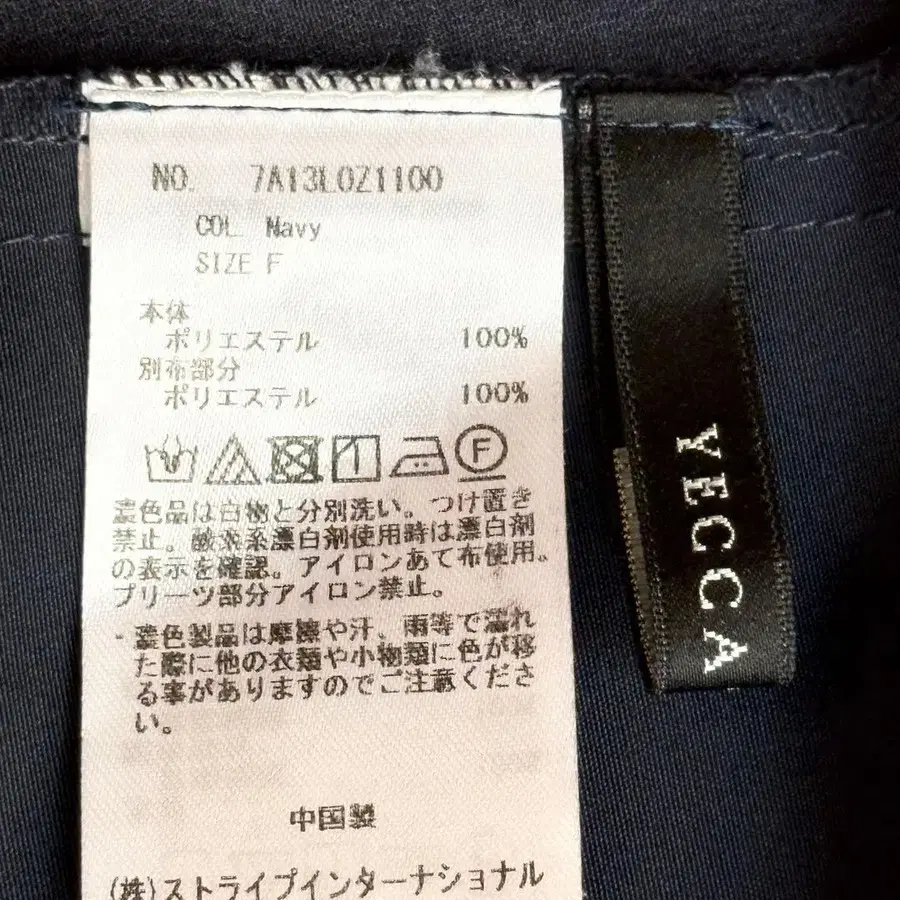 NO. 7A13L0Z1100
COL Navy
SIZE F
本体
ポリエステル 100%
別布部分
ポリエステル 100%
F
濃色品は白物と分別洗い。つけ置き
禁止。酸素系漂白剤使用時は漂白剤
の表示を確認。アイロンあて布使用。
プリーツ部分アイロン禁止。
・濃色製品は摩擦や汗、雨等で濡れ
た際に他の衣類や小物類に色が移
る事がありますのでご注意くださ
い。
中国製
(株)ストライプインターナショナル
YECCA